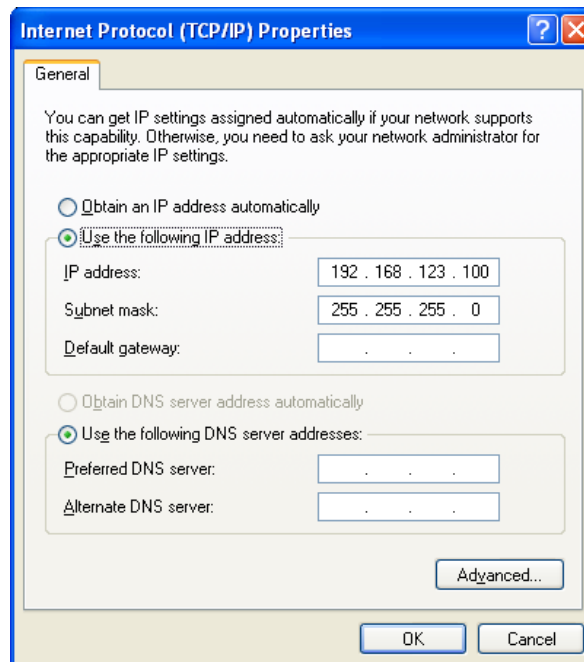 Internet Protocol (TCP/IP) Properties
General
You can get IP settings assigned automatically if your network supports
this capability. Otherwise, you need to ask your network administrator for
the appropriate IP settings.
Obtain an IP address automatically
Use the following IP address:
IP address: 192 . 168 . 123 . 100
Subnet mask: 255 . 255 . 255 . 0
Default gateway: . . .
Obtain DNS server address automatically
Use the following DNS server addresses:
Preferred DNS server: . . .
Alternate DNS server: . . .
Advanced...
OK Cancel